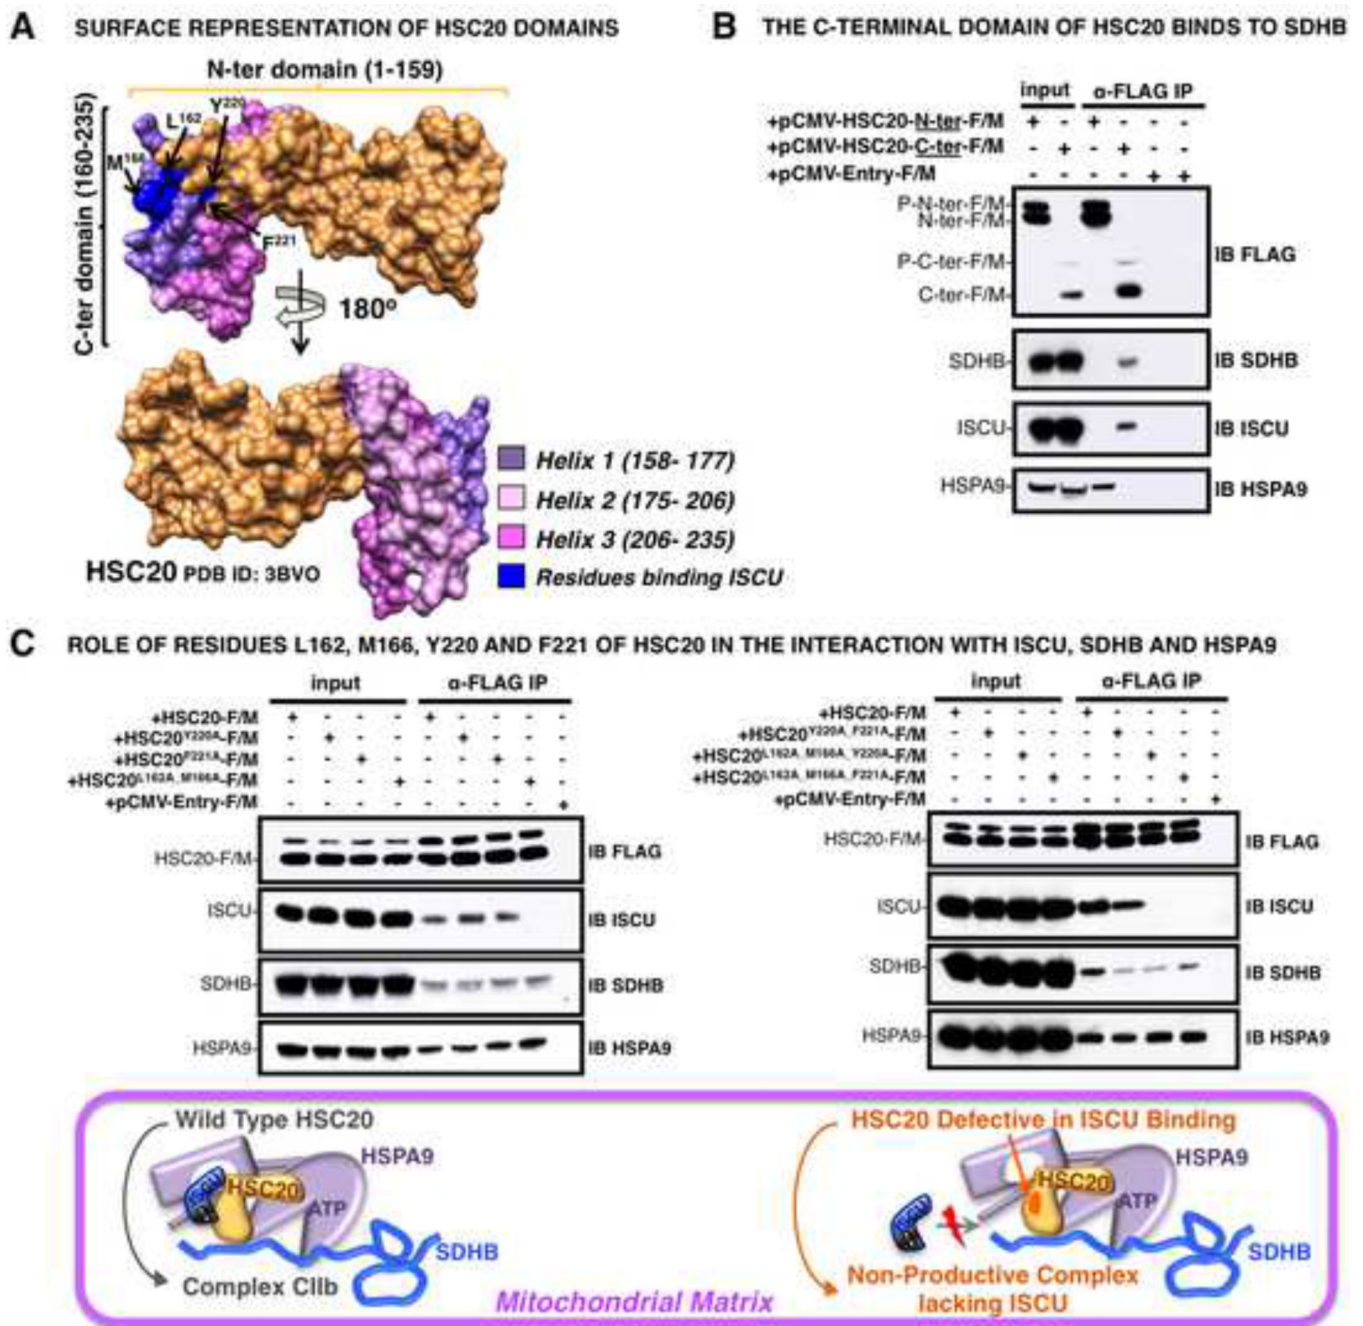 A SURFACE REPRESENTATION OF HSC20 DOMAINS
N-ter domain (1-159)
C-ter domain (160-235)
Y220
L162
M166
F221
180º
Helix 1 (158- 177)
Helix 2 (175- 206)
Helix 3 (206- 235)
Residues binding ISCU
HSC20 PDB ID: 3BVO
B THE C-TERMINAL DOMAIN OF HSC20 BINDS TO SDHB
input α-FLAG IP
+pCMV-HSC20-N-ter-F/M + - + - - -
+pCMV-HSC20-C-ter-F/M - + - + - -
+pCMV-Entry-F/M - - - - + +
P-N-ter-F/M
N-ter-F/M
P-C-ter-F/M
C-ter-F/M
IB FLAG
SDHB IB SDHB
ISCU IB ISCU
HSPA9 IB HSPA9
C ROLE OF RESIDUES L162, M166, Y220 AND F221 OF HSC20 IN THE INTERACTION WITH ISCU, SDHB AND HSPA9
input α-FLAG IP
+HSC20-F/M + - - - + - - - -
+HSC20Y220A-F/M - + - - - + - - -
+HSC20F221A-F/M - - + - - - + - -
+HSC20L162A_M166A-F/M - - - + - - - + -
+pCMV-Entry-F/M - - - - - - - - +
HSC20-F/M IB FLAG
ISCU IB ISCU
SDHB IB SDHB
HSPA9 IB HSPA9
input α-FLAG IP
+HSC20-F/M + - - - + - - - -
+HSC20Y220A_F221A-F/M - + - - - + - - -
+HSC20L162A_M166A_Y220A-F/M - - + - - - + - -
+HSC20L162A_M166A_F221A-F/M - - - + - - - + -
+pCMV-Entry-F/M - - - - - - - - +
HSC20-F/M IB FLAG
ISCU IB ISCU
SDHB IB SDHB
HSPA9 IB HSPA9
Wild Type HSC20
HSPA9
HSC20
ATP
SDHB
Complex CIIb
Mitochondrial Matrix
HSC20 Defective in ISCU Binding
HSPA9
HSC20
ATP
SDHB
Non-Productive Complex
lacking ISCU